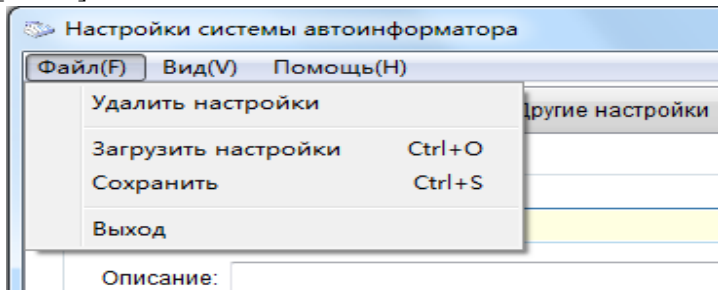 Настройки системы автоинформатора
Файл(F) Вид(V) Помощь(H)
Удалить настройки
Другие настройки
Загрузить настройки Ctrl+O
Сохранить Ctrl+S
Выход
Описание: